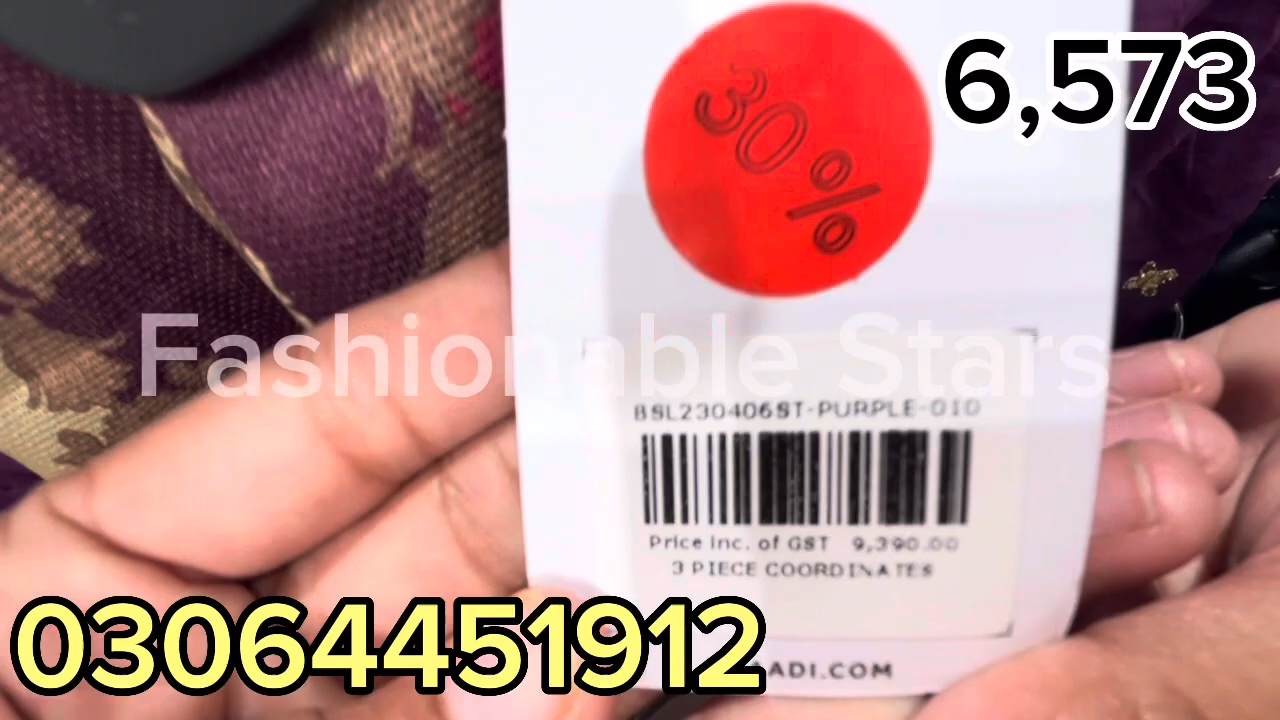 6,573
30%
Fashionable Stars
BSL230406ST-PURPLE-010
Price Inc. of GST 9,390.00
3 PIECE COORDINATES
03064451912
ADI.COM